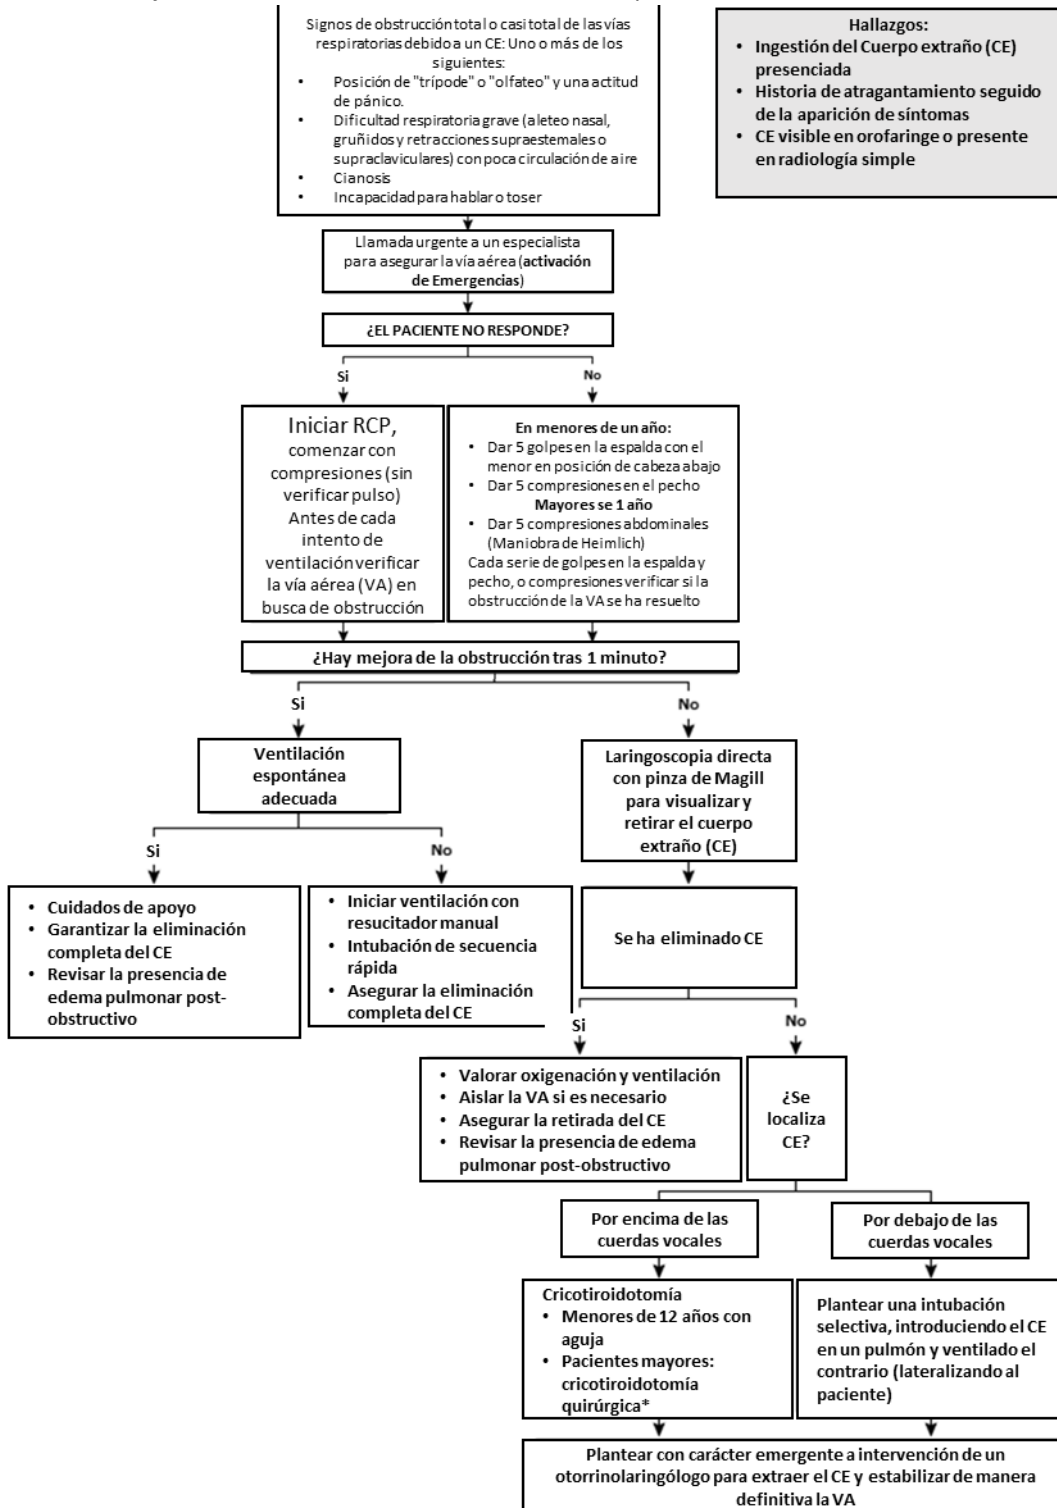 Signos de obstrucción total o casi total de las vías
respiratorias debido a un CE: Uno o más de los
siguientes:
• Posición de "trípode" o "olfateo" y una actitud
de pánico.
• Dificultad respiratoria grave (aleteo nasal,
gruñidos y retracciones supraestemales o
supraclaviculares) con poca circulación de aire
• Cianosis
• Incapacidad para hablar o toser
Hallazgos:
• Ingestión del Cuerpo extraño (CE)
presenciada
• Historia de atragantamiento seguido
de la aparición de síntomas
• CE visible en orofaringe o presente
en radiología simple
Llamada urgente a un especialista
para asegurar la vía aérea (activación
de Emergencias)
¿EL PACIENTE NO RESPONDE?
Si
No
Iniciar RCP,
comenzar con
compresiones (sin
verificar pulso)
Antes de cada
intento de
ventilación verificar
la vía aérea (VA) en
busca de obstrucción
En menores de un año:
• Dar 5 golpes en la espalda con el
menor en posición de cabeza abajo
• Dar 5 compresiones en el pecho
Mayores se 1 año
• Dar 5 compresiones abdominales
(Maniobra de Heimlich)
Cada serie de golpes en la espalda y
pecho, o compresiones verificar si la
obstrucción de la VA se ha resuelto
¿Hay mejora de la obstrucción tras 1 minuto?
Si
No
Ventilación
espontánea
adecuada
Laringoscopia directa
con pinza de Magill
para visualizar y
retirar el cuerpo
extraño (CE)
Si
No
• Cuidados de apoyo
• Garantizar la eliminación
completa del CE
• Revisar la presencia de
edema pulmonar post-
obstructivo
• Iniciar ventilación con
resucitador manual
• Intubación de secuencia
rápida
• Asegurar la eliminación
completa del CE
Se ha eliminado CE
Si
No
• Valorar oxigenación y ventilación
• Aislar la VA si es necesario
• Asegurar la retirada del CE
• Revisar la presencia de edema
pulmonar post-obstructivo
¿Se
localiza
CE?
Por encima de las
cuerdas vocales
Por debajo de las
cuerdas vocales
Cricotiroidotomía
• Menores de 12 años con
aguja
• Pacientes mayores:
cricotiroidotomía
quirúrgica*
Plantear una intubación
selectiva, introduciendo el CE
en un pulmón y ventilado el
contrario (lateralizando al
paciente)
Plantear con carácter emergente a intervención de un
otorrinolaringólogo para extraer el CE y estabilizar de manera
definitiva la VA